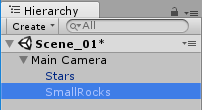 Hierarchy
Create All
Scene_01*
Main Camera
Stars
SmallRocks